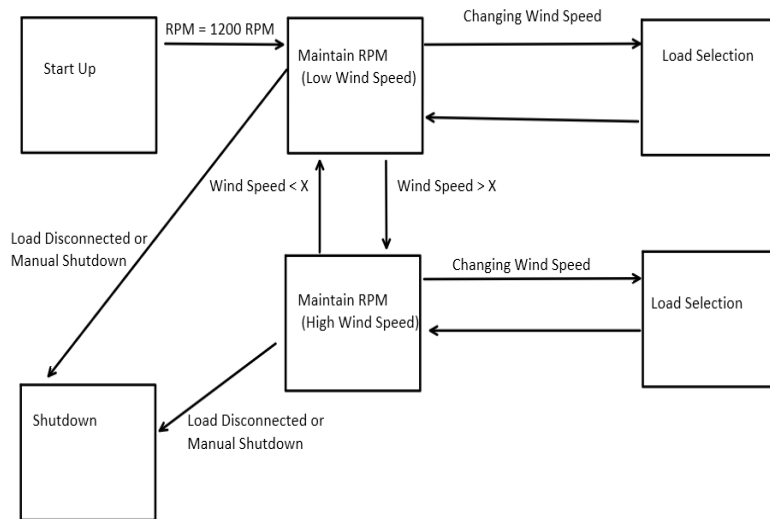 RPM = 1200 RPM
Changing Wind Speed
Start Up
Maintain RPM
(Low Wind Speed)
Load Selection
Wind Speed < X
Wind Speed > X
Load Disconnected or
Manual Shutdown
Changing Wind Speed
Maintain RPM
(High Wind Speed)
Load Selection
Shutdown
Load Disconnected or
Manual Shutdown